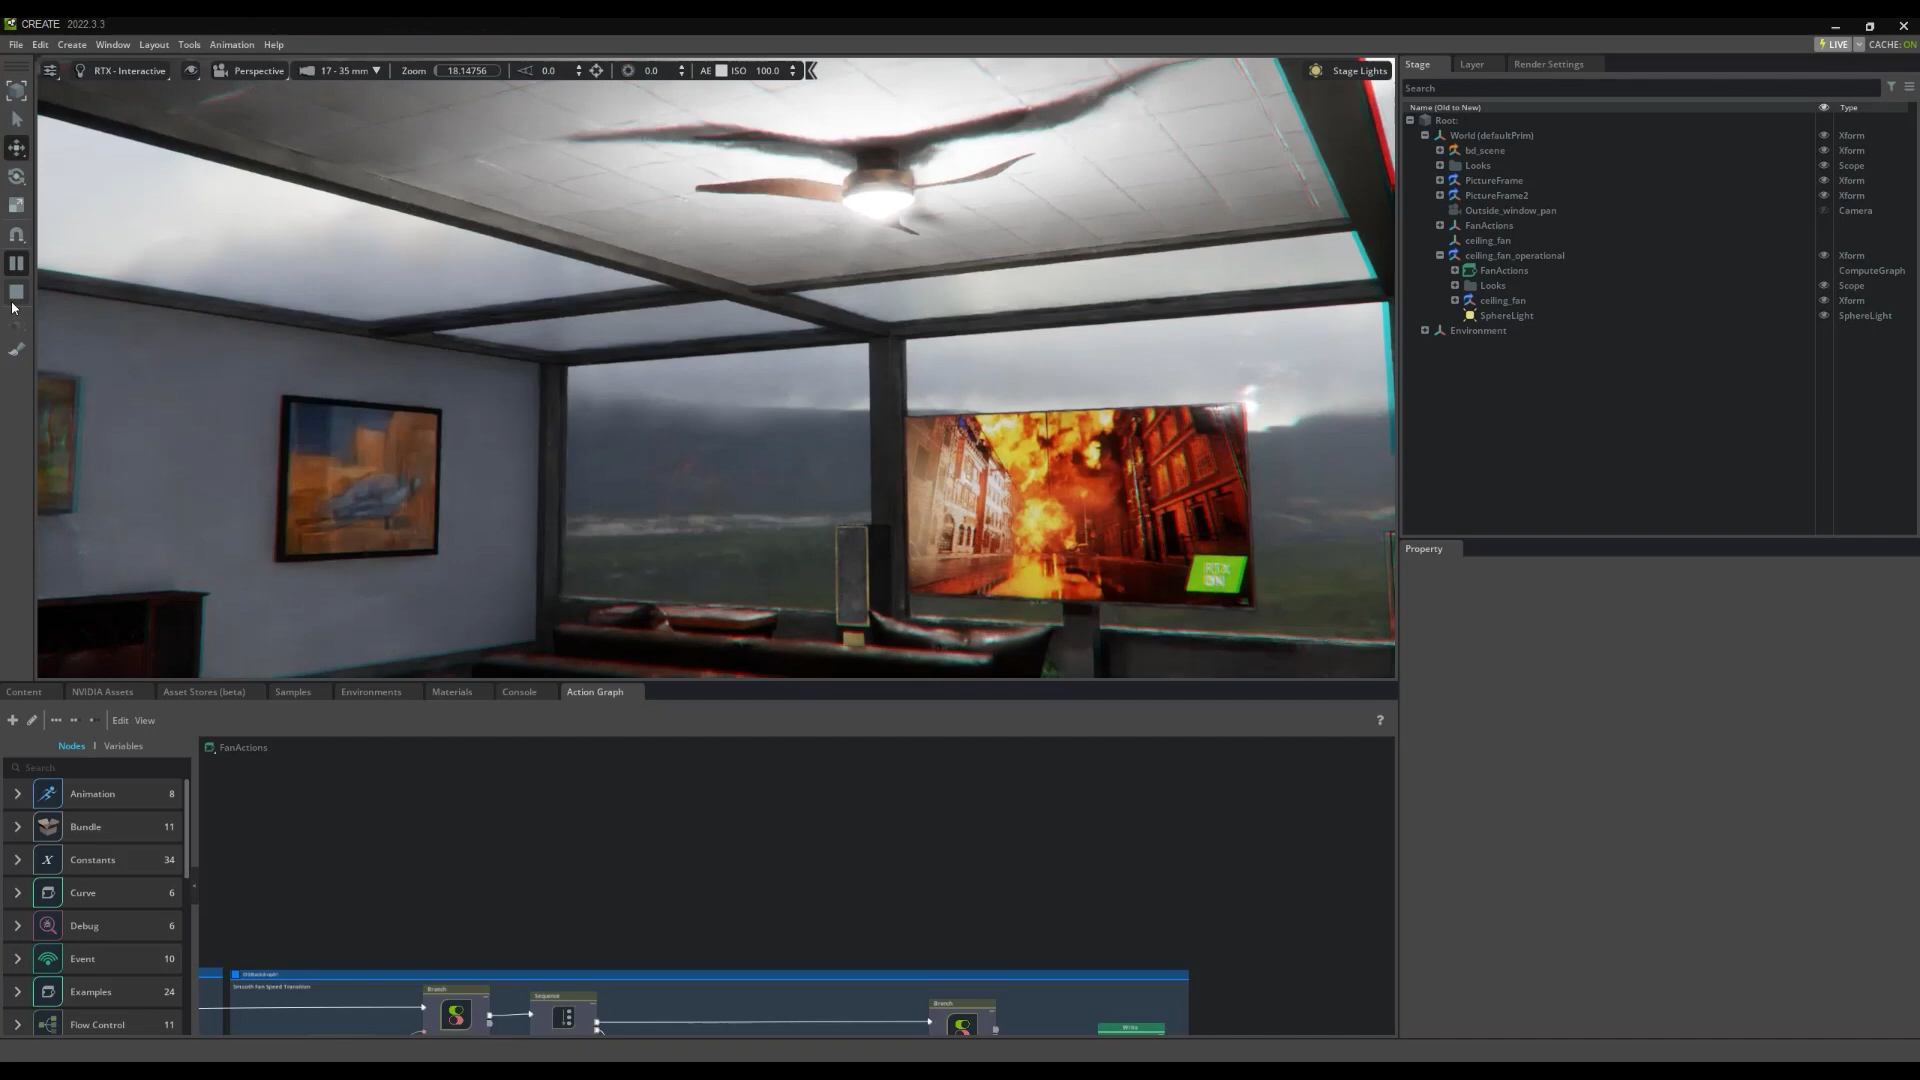 CREATE 2022.3.3
File Edit Create Window Layout Tools Animation Help
LIVE CACHE: ON
RTX - Interactive Perspective 17 - 35 mm Zoom 18.14756 0.0 0.0 AE ISO 100.0 Stage Lights
Stage Layer Render Settings
Search
Name (Old to New) Type
Root:
World (defaultPrim) Xform
bd_scene Xform
Looks Scope
PictureFrame Xform
PictureFrame2 Xform
Outside_window_pan Camera
FanActions
ceiling_fan
ceiling_fan_operational Xform
FanActions ComputeGraph
Looks Scope
ceiling_fan Xform
SphereLight SphereLight
Environment
Property
RTX
ON
Content NVIDIA Assets Asset Stores (beta) Samples Environments Materials Console Action Graph
Edit View ?
Nodes Variables
Search
FanActions
Animation 8
Bundle 11
Constants 34
Curve 6
Debug 6
Event 10
Examples 24
Flow Control 11
Smooth Fan Speed Transition
Branch
Sequence
Branch
Write